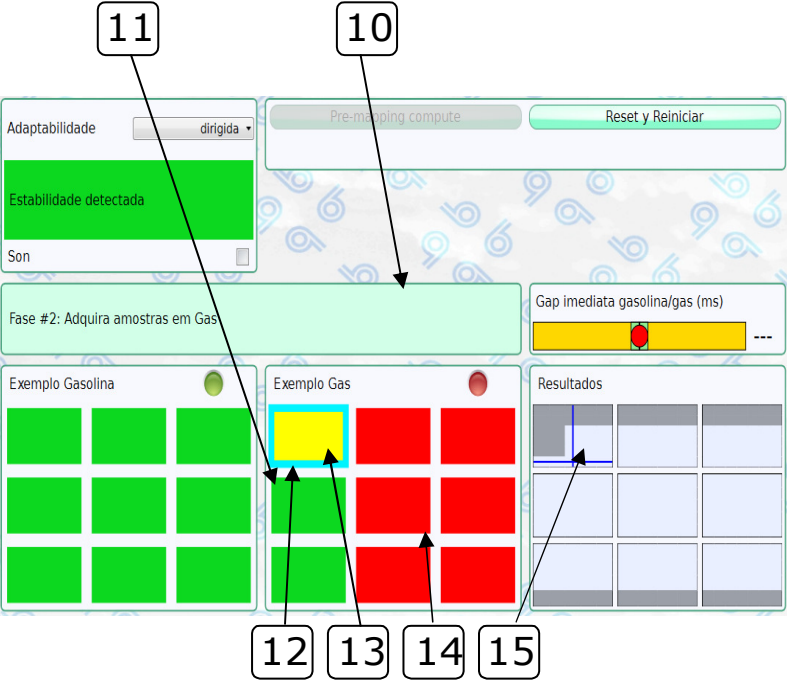 11
10
Adaptabilidade
dirigida
Pre-mapping compute
Reset y Reiniciar
Estabilidade detectada
Son
Fase #2: Adquira amostras em Gas
Gap imediata gasolina/gas (ms)
---
Exemplo Gasolina
Exemplo Gas
Resultados
12
13
14
15